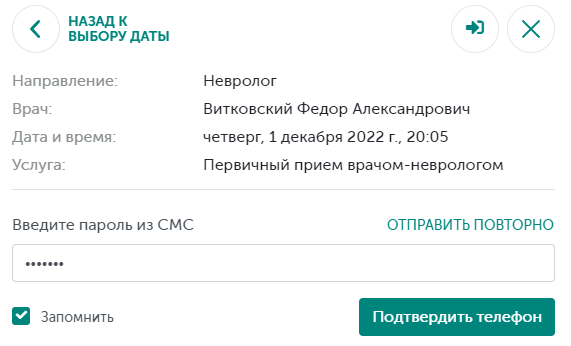 НАЗАД К
ВЫБОРУ ДАТЫ
Направление: Невролог
Врач: Витковский Федор Александрович
Дата и время: четверг, 1 декабря 2022 г., 20:05
Услуга: Первичный прием врачом-неврологом
Введите пароль из СМС ОТПРАВИТЬ ПОВТОРНО
•••••••
Запомнить Подтвердить телефон